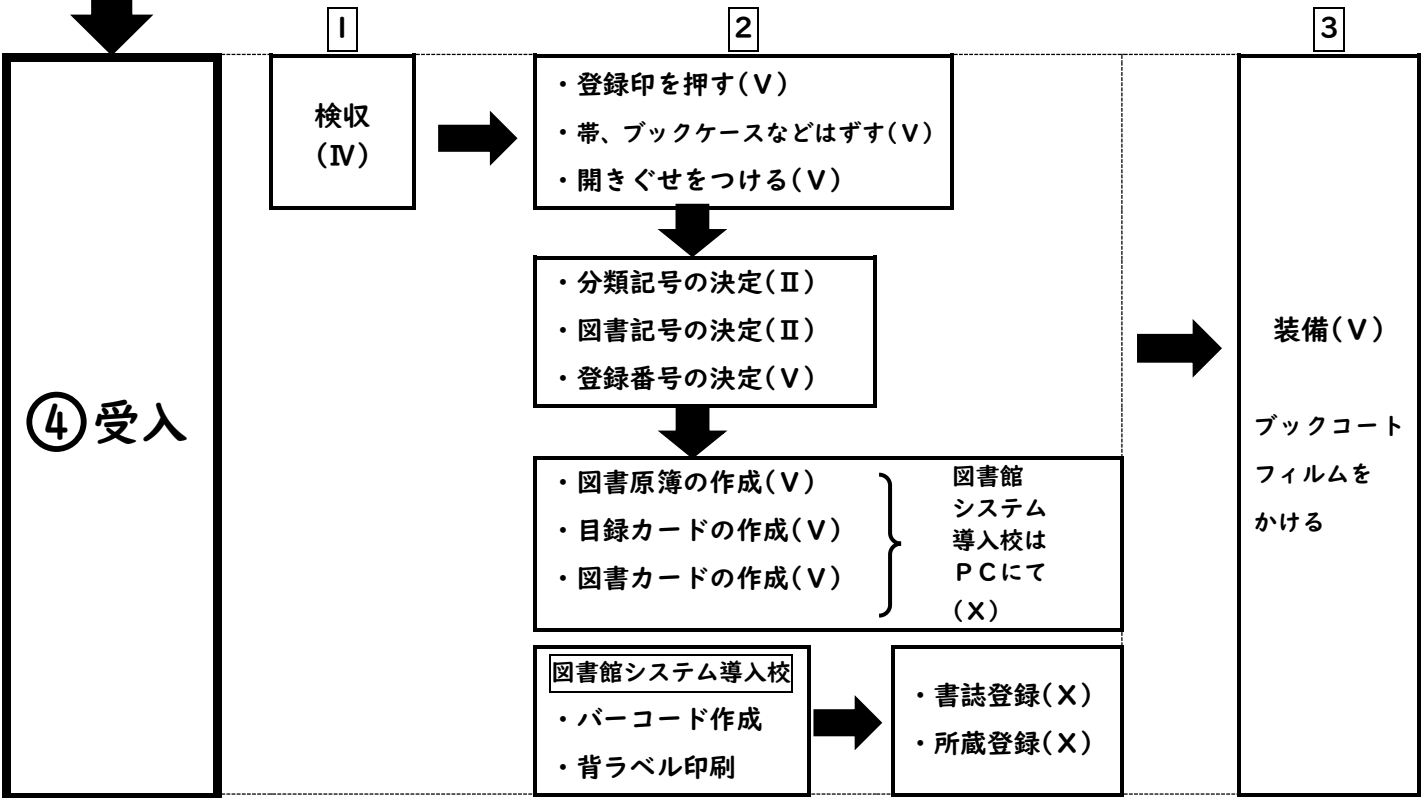 1
2
3
④受入
検収
(Ⅳ)
・登録印を押す(Ⅴ)
・帯、ブックケースなどはずす(Ⅴ)
・開きぐせをつける(Ⅴ)
・分類記号の決定(Ⅱ)
・図書記号の決定(Ⅱ)
・登録番号の決定(Ⅴ)
・図書原簿の作成(Ⅴ)
・目録カードの作成(Ⅴ)
・図書カードの作成(Ⅴ)
図書館
システム
導入校は
PCにて
(Ⅹ)
図書館システム導入校
・バーコード作成
・背ラベル印刷
・書誌登録(Ⅹ)
・所蔵登録(Ⅹ)
装備(Ⅴ)
ブックコート
フィルムを
かける